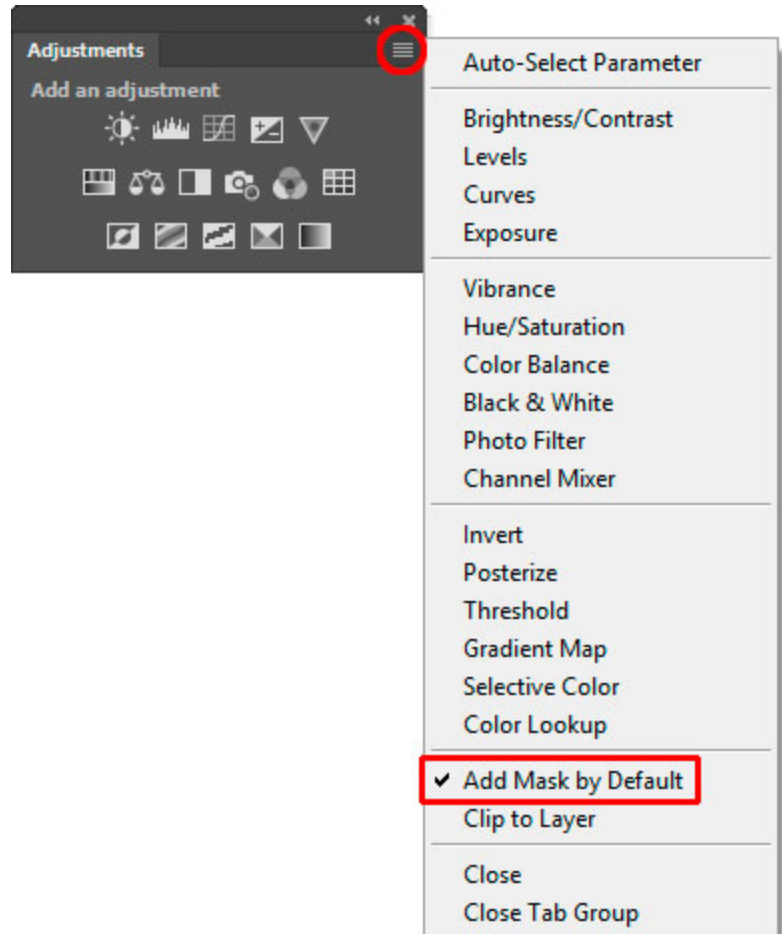 Adjustments
Add an adjustment
Auto-Select Parameter
Brightness/Contrast
Levels
Curves
Exposure
Vibrance
Hue/Saturation
Color Balance
Black & White
Photo Filter
Channel Mixer
Invert
Posterize
Threshold
Gradient Map
Selective Color
Color Lookup
Add Mask by Default
Clip to Layer
Close
Close Tab Group